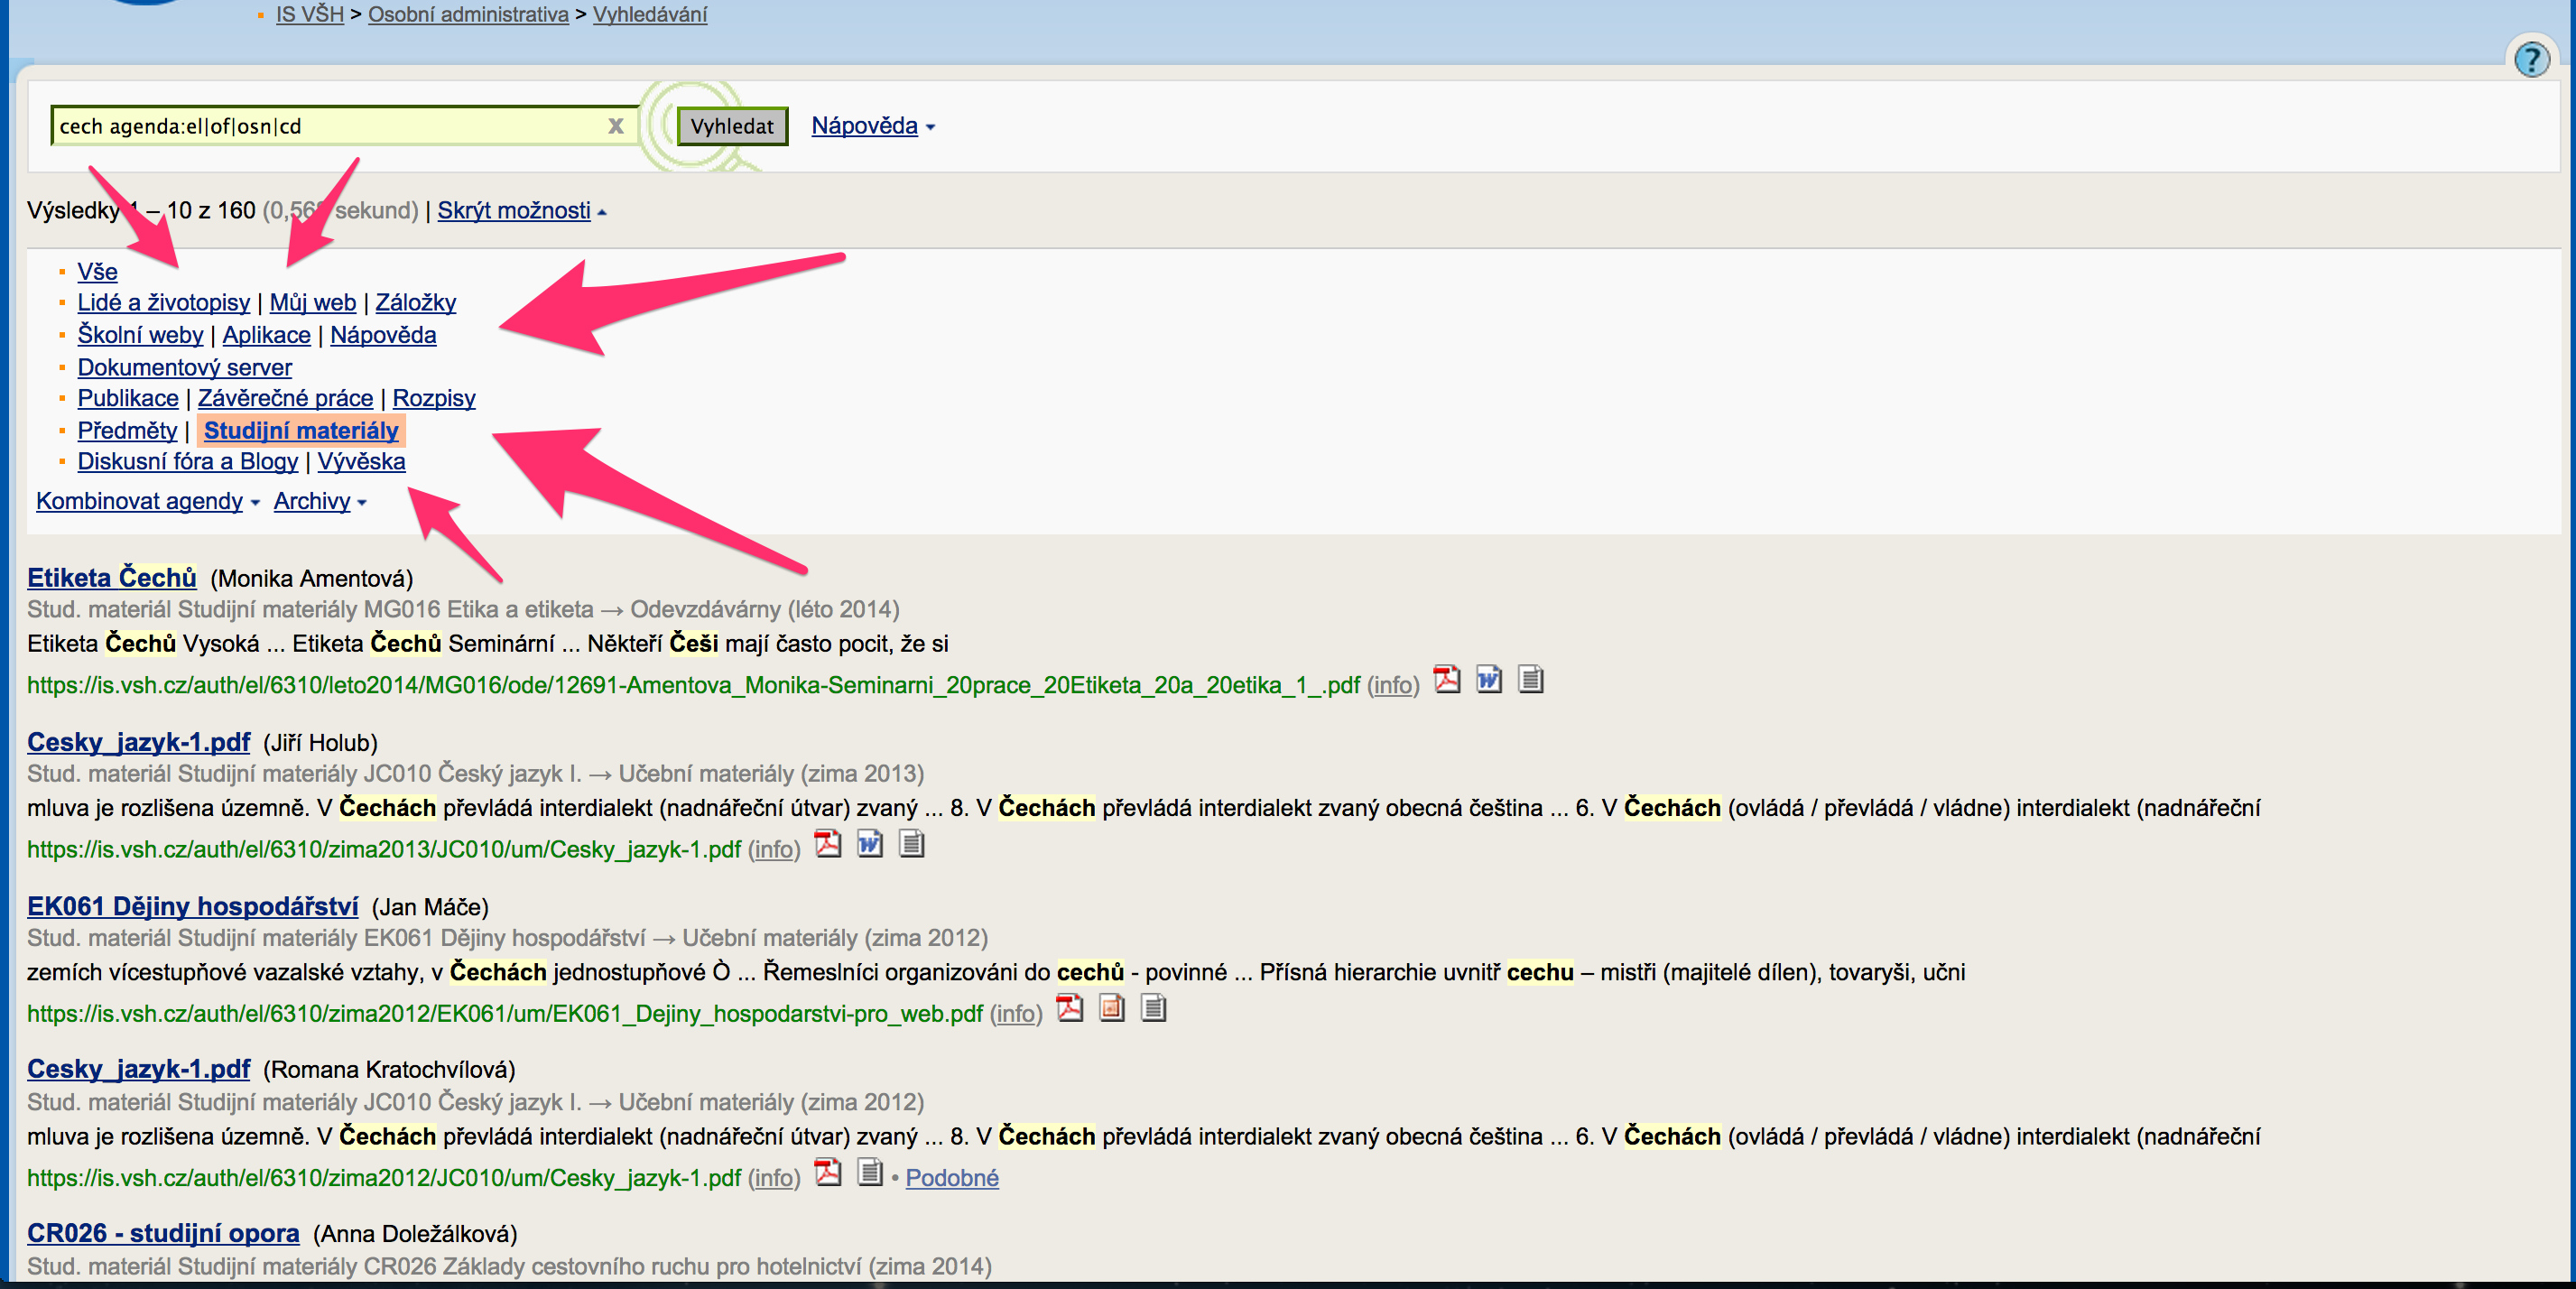 IS VŠH > Osobní administrativa > Vyhledávání
?
cech agenda:el|of|osn|cd X Vyhledat Nápověda
Výsledky 1 – 10 z 160 (0,56 sekund) | Skrýt možnosti
Vše
Lidé a životopisy | Můj web | Záložky
Školní weby | Aplikace | Nápověda
Dokumentový server
Publikace | Závěrečné práce | Rozpisy
Předměty | Studijní materiály
Diskusní fóra a Blogy | Vývěska
Kombinovat agendy Archivy
Etiketa Čechů (Monika Amentová)
Stud. materiál Studijní materiály MG016 Etika a etiketa → Odevzdávárny (léto 2014)
Etiketa Čechů Vysoká ... Etiketa Čechů Seminární ... Někteří Češi mají často pocit, že si
https://is.vsh.cz/auth/el/6310/leto2014/MG016/ode/12691-Amentova_Monika-Seminarni_20prace_20Etiketa_20a_20etika_1_.pdf (info)
Cesky_jazyk-1.pdf (Jiří Holub)
Stud. materiál Studijní materiály JC010 Český jazyk I. → Učební materiály (zima 2013)
mluva je rozlišena územně. V Čechách převládá interdialekt (nadnářeční útvar) zvaný ... 8. V Čechách převládá interdialekt zvaný obecná čeština ... 6. V Čechách (ovládá / převládá / vládne) interdialekt (nadnářeční
https://is.vsh.cz/auth/el/6310/zima2013/JC010/um/Cesky_jazyk-1.pdf (info)
EK061 Dějiny hospodářství (Jan Máče)
Stud. materiál Studijní materiály EK061 Dějiny hospodářství → Učební materiály (zima 2012)
zemích vícestupňové vazalské vztahy, v Čechách jednostupňové Ò ... Řemeslníci organizováni do cechů - povinné ... Přísná hierarchie uvnitř cechu – mistři (majitelé dílen), tovaryši, učni
https://is.vsh.cz/auth/el/6310/zima2012/EK061/um/EK061_Dejiny_hospodarstvi-pro_web.pdf (info)
Cesky_jazyk-1.pdf (Romana Kratochvílová)
Stud. materiál Studijní materiály JC010 Český jazyk I. → Učební materiály (zima 2012)
mluva je rozlišena územně. V Čechách převládá interdialekt (nadnářeční útvar) zvaný ... 8. V Čechách převládá interdialekt zvaný obecná čeština ... 6. V Čechách (ovládá / převládá / vládne) interdialekt (nadnářeční
https://is.vsh.cz/auth/el/6310/zima2012/JC010/um/Cesky_jazyk-1.pdf (info) • Podobné
CR026 - studijní opora (Anna Doležálková)
Stud. materiál Studijní materiály CR026 Základy cestovního ruchu pro hotelnictví (zima 2014)